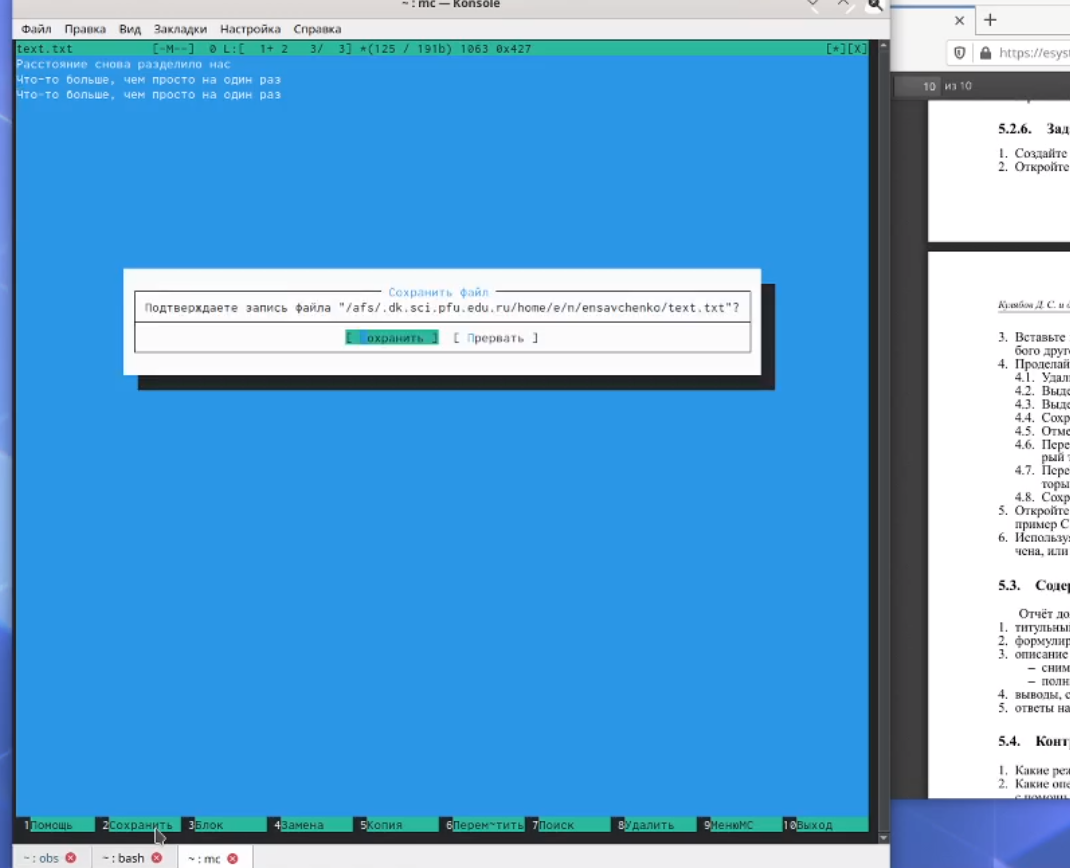 ~ : mc — Konsole
Файл Правка Вид Закладки Настройка Справка
text.txt [-M--] 0 L:[ 1+ 2 3/ 3] *(125 / 191b) 1063 0x427 [*][X]
Расстояние снова разделило нас
Что-то больше, чем просто на один раз
Что-то больше, чем просто на один раз
Сохранить файл
Подтверждаете запись файла "/afs/.dk.sci.pfu.edu.ru/home/e/n/ensavchenko/text.txt"?
[ Сохранить ] [ Прервать ]
1Помощь 2Сохранить 3Блок 4Замена 5Копия 6Перем~тить 7Поиск 8Удалить 9МенюMC 10Выход
~ : obs ~ : bash ~ : mc
https://esyst
10 из 10
5.2.6. Зад
1. Создайте
2. Откройте
Кулябов Д. С. и д
3. Вставьте
бого друг
4. Проделай
4.1. Удал
4.2. Выде
4.3. Выде
4.4. Сохр
4.5. Отме
4.6. Пере
рый т
4.7. Пере
торы
4.8. Сохр
5. Откройте
пример С
6. Использу
чена, или
5.3. Содер
Отчёт до
1. титульны
2. формулир
3. описание
– сним
– полн
4. выводы, с
5. ответы на
5.4. Конт
1. Какие ре
2. Какие опе
с помощь